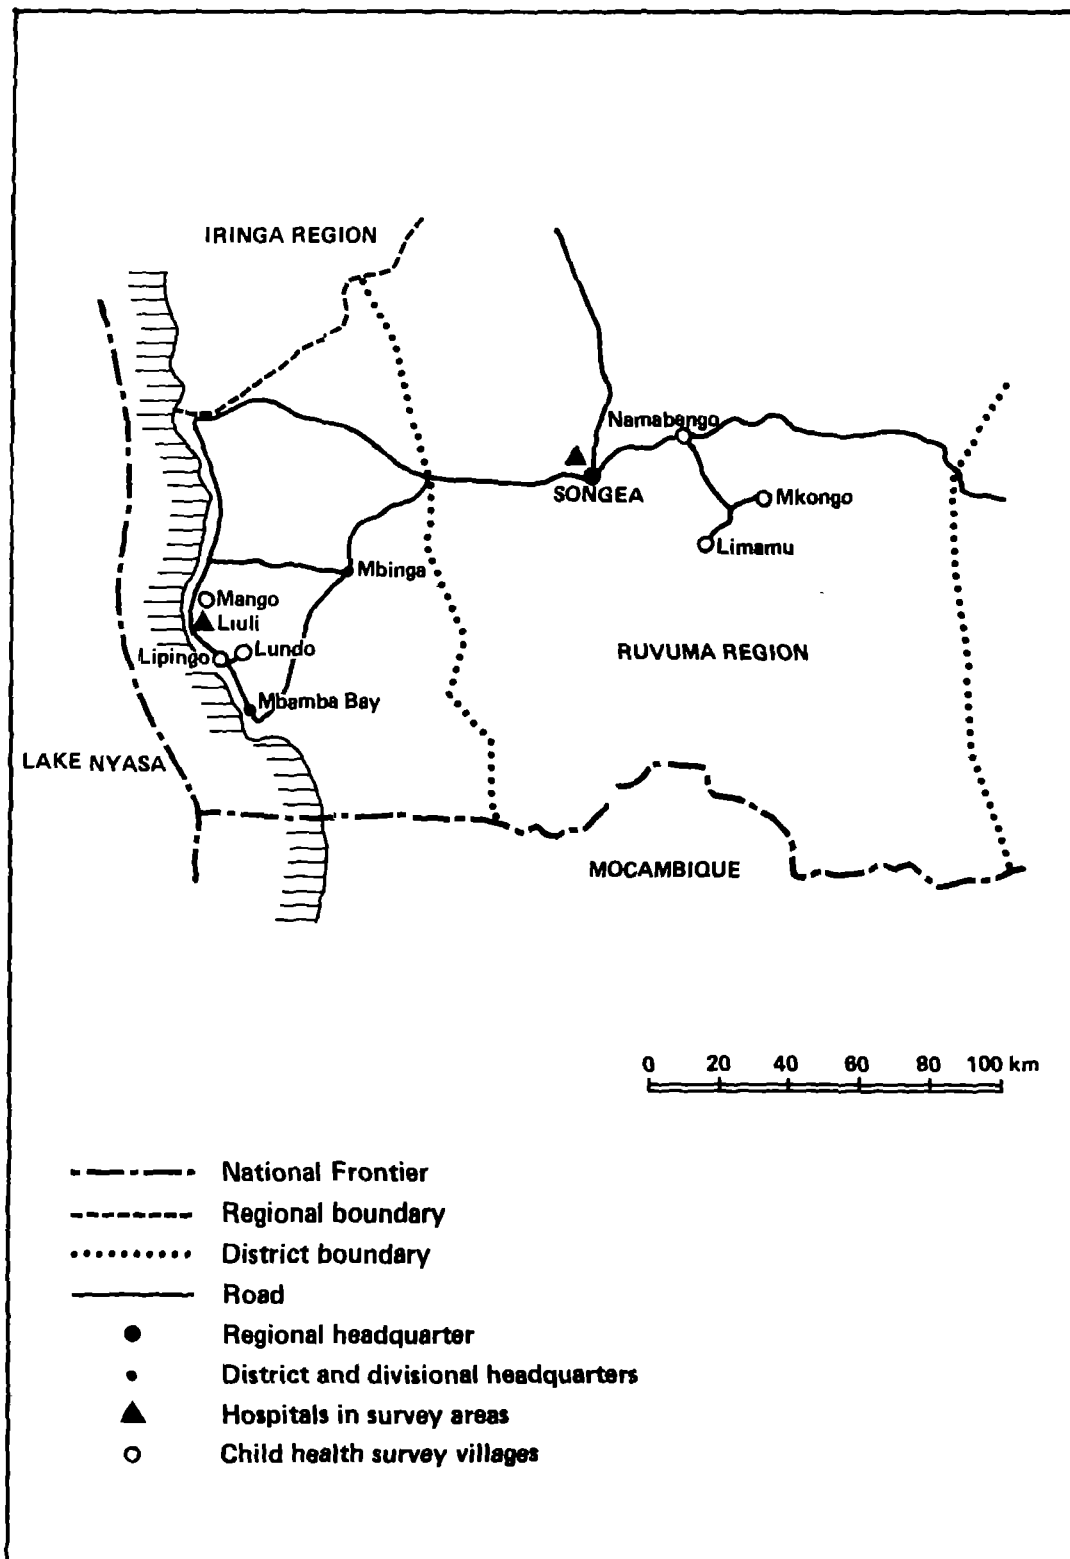 IRINGA REGION
Namabengo
SONGEA
Mkongo
Limamu
Mbinga
Mango
Liuli
Lundo
Lipingo
RUVUMA REGION
Mbamba Bay
LAKE NYASA
MOCAMBIQUE
0 20 40 60 80 100 km
National Frontier
Regional boundary
District boundary
Road
Regional headquarter
District and divisional headquarters
Hospitals in survey areas
Child health survey villages